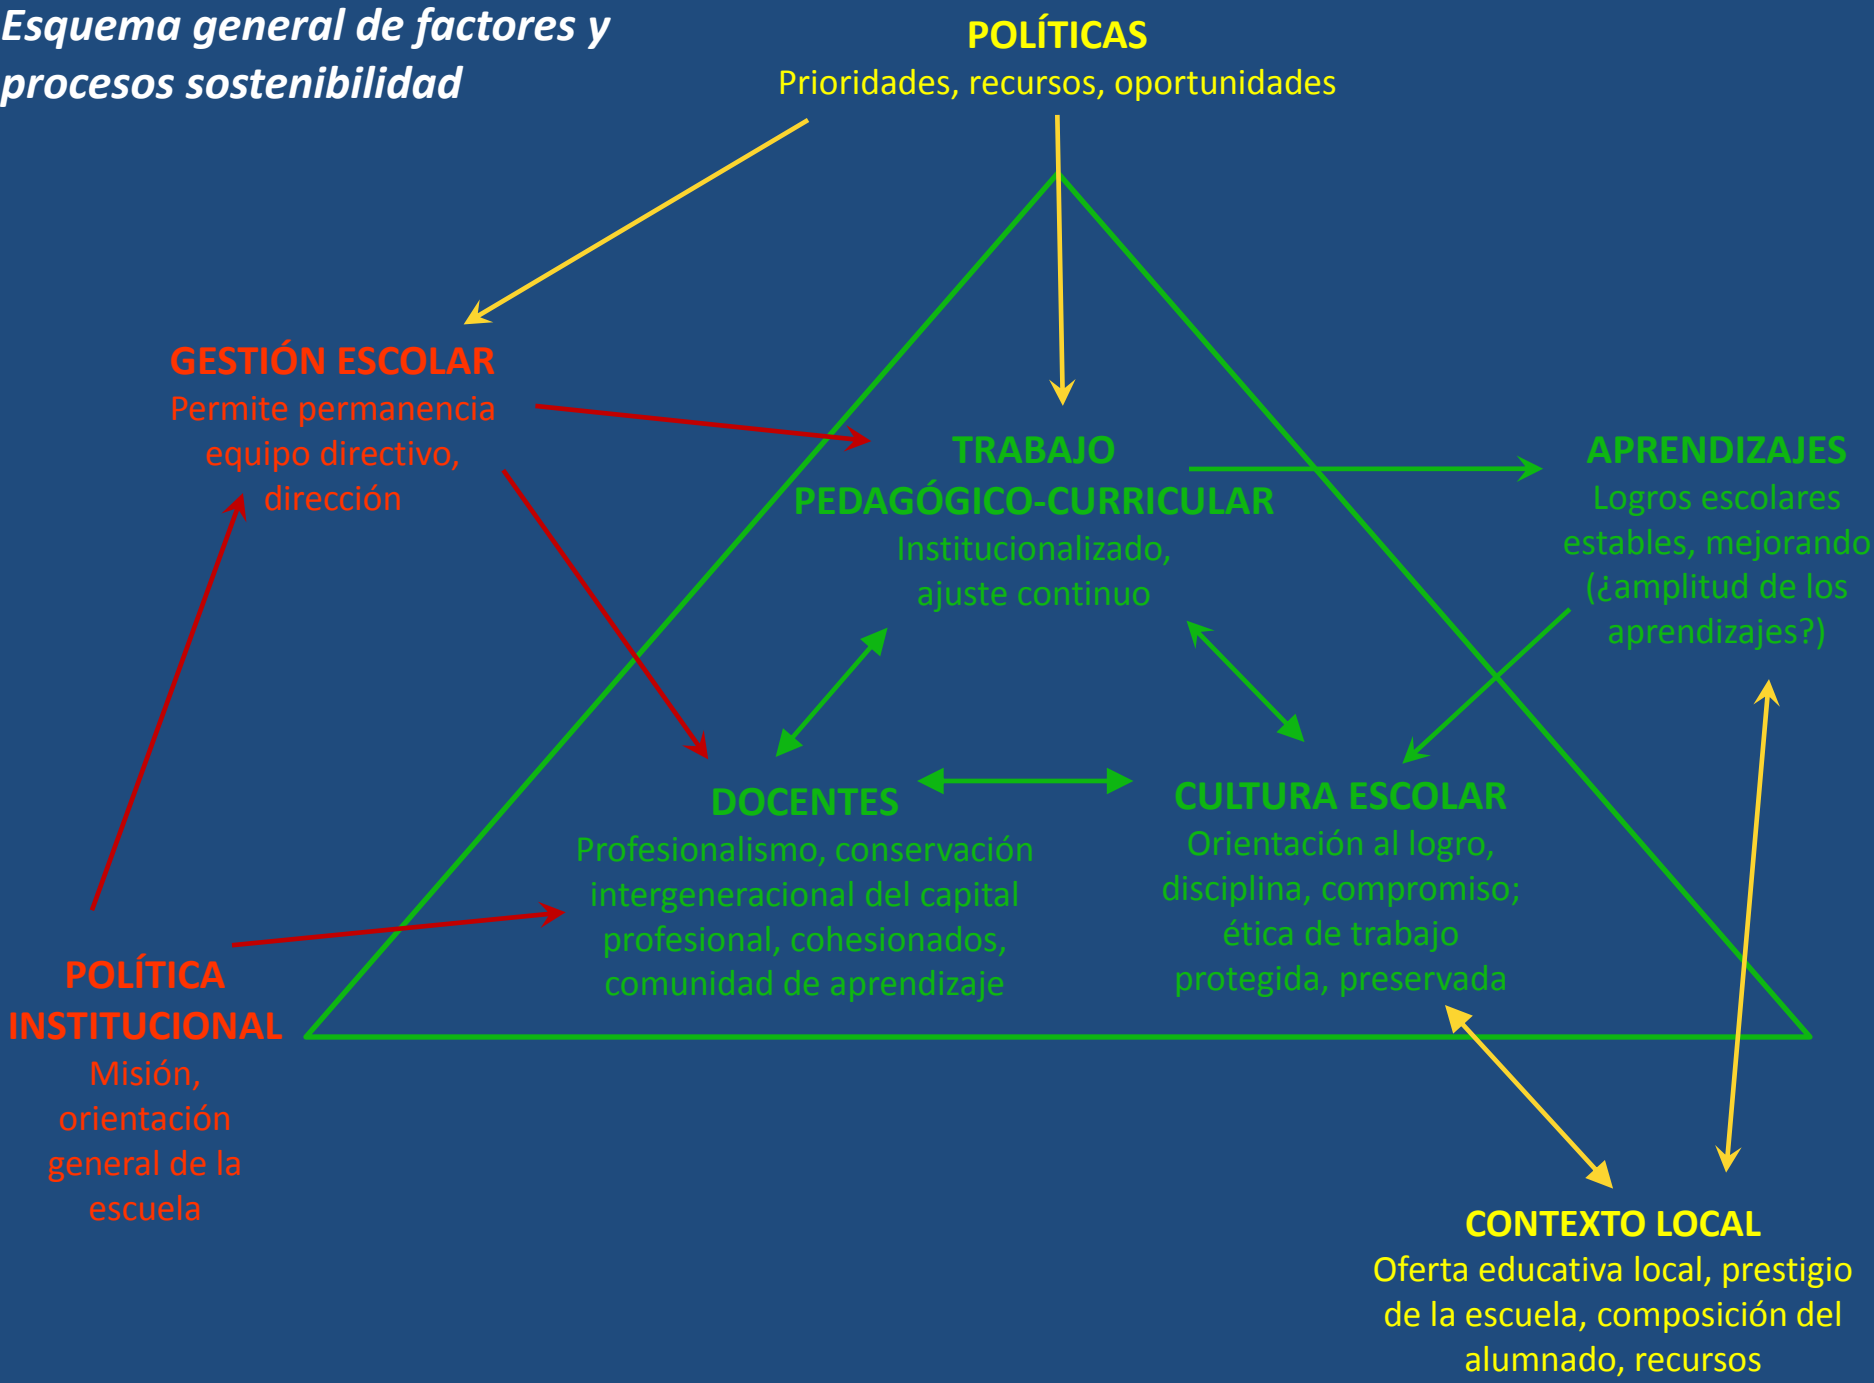 Esquema general de factores y
procesos sostenibilidad
POLÍTICAS
Prioridades, recursos, oportunidades
GESTIÓN ESCOLAR
Permite permanencia
equipo directivo,
dirección
TRABAJO
PEDAGÓGICO-CURRICULAR
Institucionalizado,
ajuste continuo
APRENDIZAJES
Logros escolares
estables, mejorando
(¿amplitud de los
aprendizajes?)
DOCENTES
Profesionalismo, conservación
intergeneracional del capital
profesional, cohesionados,
comunidad de aprendizaje
CULTURA ESCOLAR
Orientación al logro,
disciplina, compromiso;
ética de trabajo
protegida, preservada
POLÍTICA
INSTITUCIONAL
Misión,
orientación
general de la
escuela
CONTEXTO LOCAL
Oferta educativa local, prestigio
de la escuela, composición del
alumnado, recursos